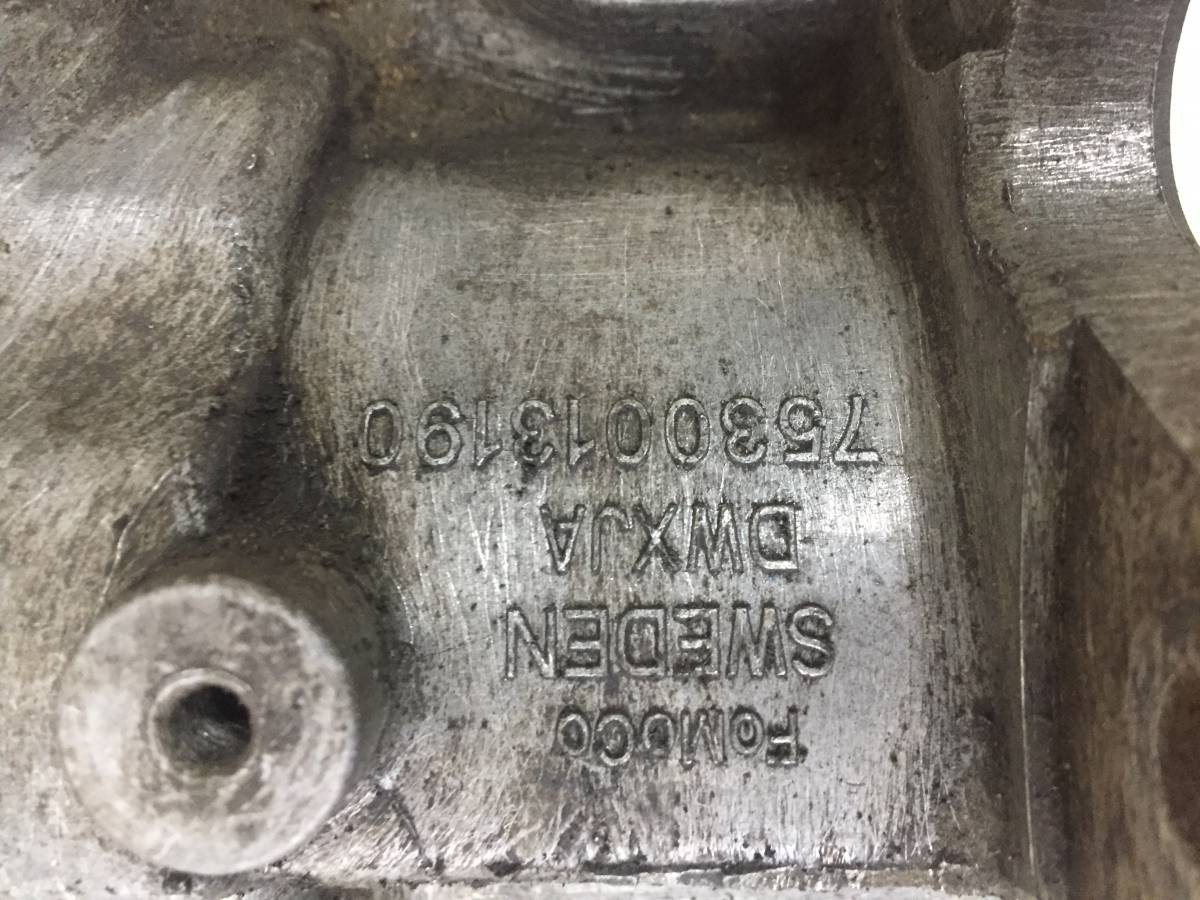 FoMoCo
SWEDEN
DWXJA
7530013190